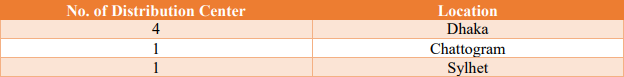 No. of Distribution Center Location
4 Dhaka
1 Chattogram
1 Sylhet